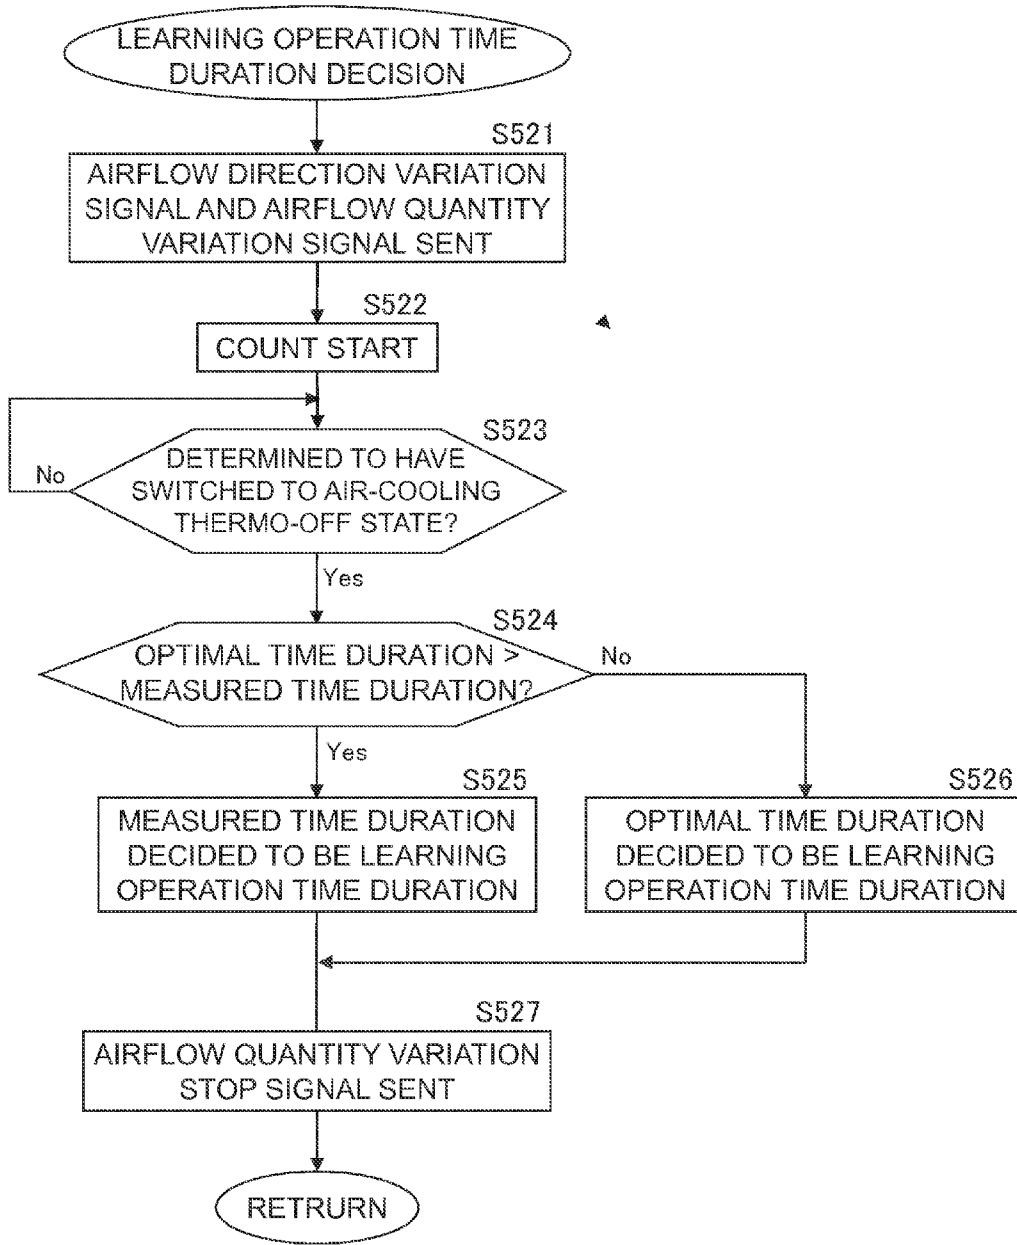 LEARNING OPERATION TIME
DURATION DECISION
S521
AIRFLOW DIRECTION VARIATION
SIGNAL AND AIRFLOW QUANTITY
VARIATION SIGNAL SENT
S522
COUNT START
S523
DETERMINED TO HAVE
SWITCHED TO AIR-COOLING
THERMO-OFF STATE?
No
Yes
S524
OPTIMAL TIME DURATION >
MEASURED TIME DURATION?
No
Yes
S525
MEASURED TIME DURATION
DECIDED TO BE LEARNING
OPERATION TIME DURATION
S526
OPTIMAL TIME DURATION
DECIDED TO BE LEARNING
OPERATION TIME DURATION
S527
AIRFLOW QUANTITY VARIATION
STOP SIGNAL SENT
RETRURN